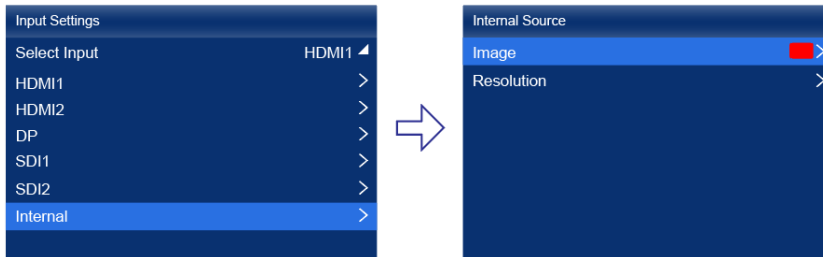 Input Settings
Select Input HDMI1
HDMI1
HDMI2
DP
SDI1
SDI2
Internal
Internal Source
Image
Resolution